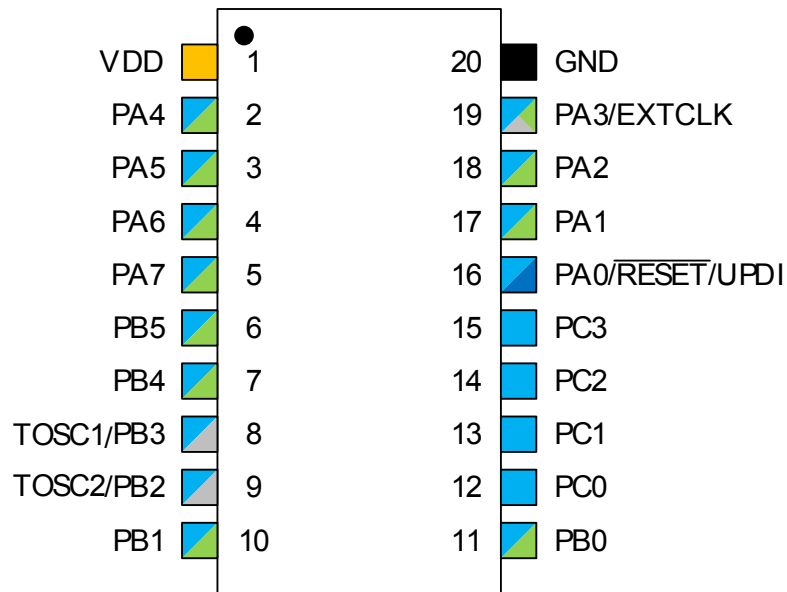 VDD 1 20 GND
PA4 2 19 PA3/EXTCLK
PA5 3 18 PA2
PA6 4 17 PA1
PA7 5 16 PA0/RESET/UPDI
PB5 6 15 PC3
PB4 7 14 PC2
TOSC1/PB3 8 13 PC1
TOSC2/PB2 9 12 PC0
PB1 10 11 PB0